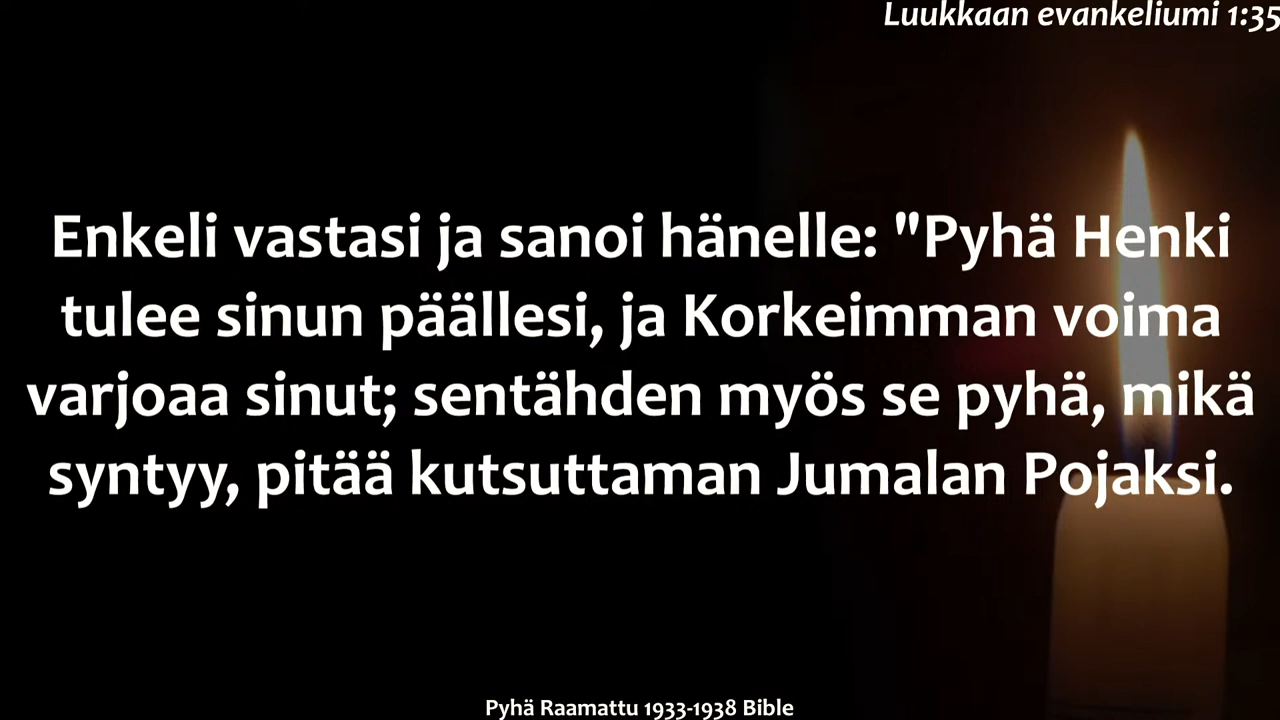 Luukkaan evankeliumi 1:35
Enkeli vastasi ja sanoi hänelle: "Pyhä Henki
tulee sinun päällesi, ja Korkeimman voima
varjoaa sinut; sentähden myös se pyhä, mikä
syntyy, pitää kutsuttaman Jumalan Pojaksi.
Pyhä Raamattu 1933-1938 Bible